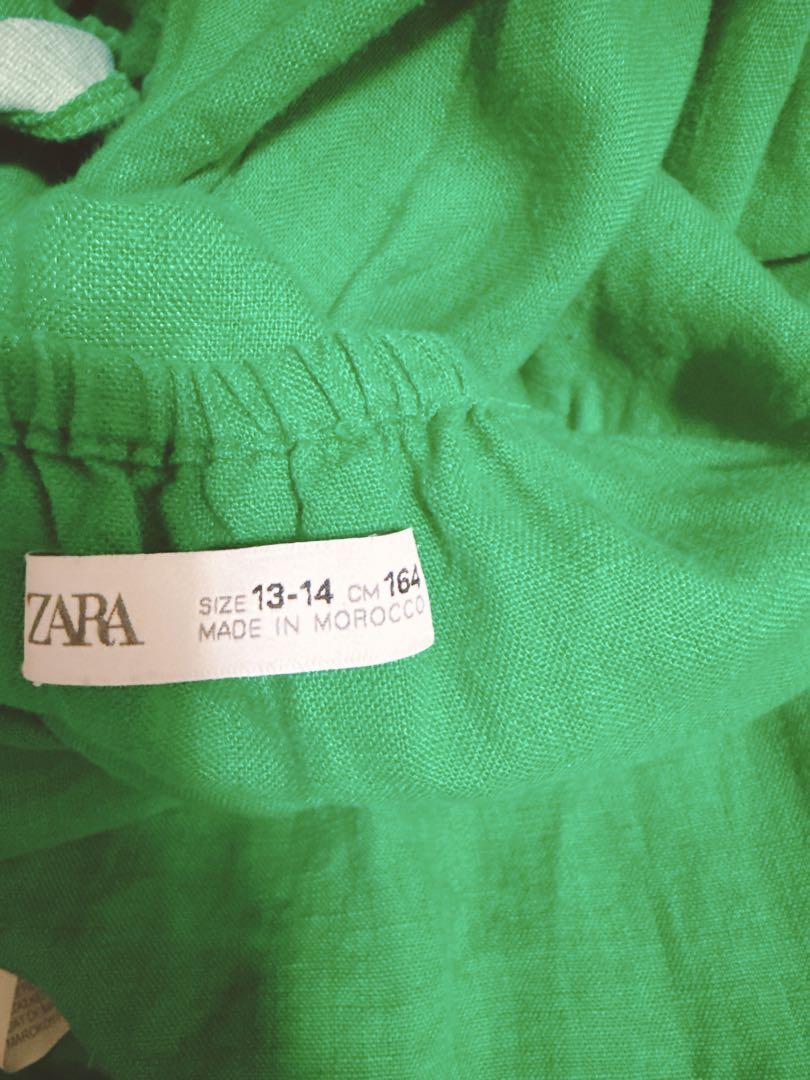 ZARA
SIZE 13-14 CM 164
MADE IN MOROCCO